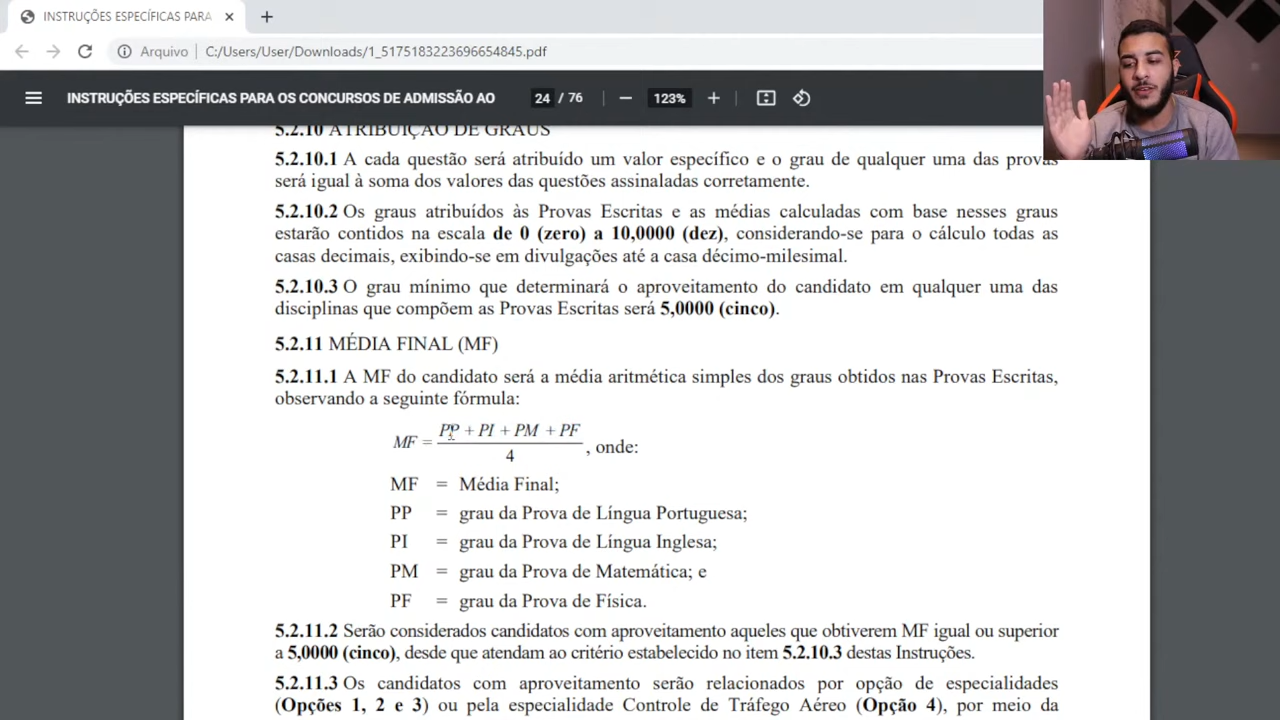 INSTRUÇÕES ESPECÍFICAS PARA
Arquivo C:/Users/User/Downloads/1_5175183223696654845.pdf
INSTRUÇÕES ESPECÍFICAS PARA OS CONCURSOS DE ADMISSÃO AO 24 / 76 123%
5.2.10 ATRIBUIÇÃO DE GRAUS
5.2.10.1 A cada questão será atribuído um valor específico e o grau de qualquer uma das provas
será igual à soma dos valores das questões assinaladas corretamente.
5.2.10.2 Os graus atribuídos às Provas Escritas e as médias calculadas com base nesses graus
estarão contidos na escala de 0 (zero) a 10,0000 (dez), considerando-se para o cálculo todas as
casas decimais, exibindo-se em divulgações até a casa décimo-milesimal.
5.2.10.3 O grau mínimo que determinará o aproveitamento do candidato em qualquer uma das
disciplinas que compõem as Provas Escritas será 5,0000 (cinco).
5.2.11 MÉDIA FINAL (MF)
5.2.11.1 A MF do candidato será a média aritmética simples dos graus obtidos nas Provas Escritas,
observando a seguinte fórmula:
PP + PI + PM + PF
MF = , onde:
4
MF = Média Final;
PP = grau da Prova de Língua Portuguesa;
PI = grau da Prova de Língua Inglesa;
PM = grau da Prova de Matemática; e
PF = grau da Prova de Física.
5.2.11.2 Serão considerados candidatos com aproveitamento aqueles que obtiverem MF igual ou superior
a 5,0000 (cinco), desde que atendam ao critério estabelecido no item 5.2.10.3 destas Instruções.
5.2.11.3 Os candidatos com aproveitamento serão relacionados por opção de especialidades
(Opções 1, 2 e 3) ou pela especialidade Controle de Tráfego Aéreo (Opção 4), por meio da